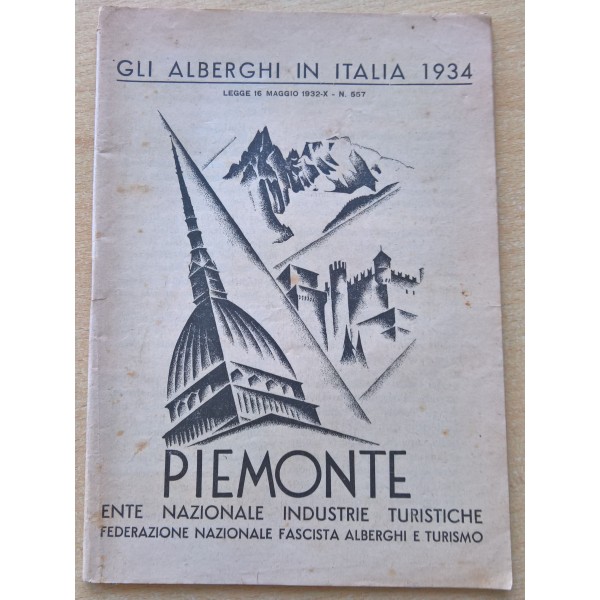 GLI ALBERGHI IN ITALIA 1934
LEGGE 16 MAGGIO 1932-X - N. 557
PIEMONTE
ENTE NAZIONALE INDUSTRIE TURISTICHE
FEDERAZIONE NAZIONALE FASCISTA ALBERGHI E TURISMO